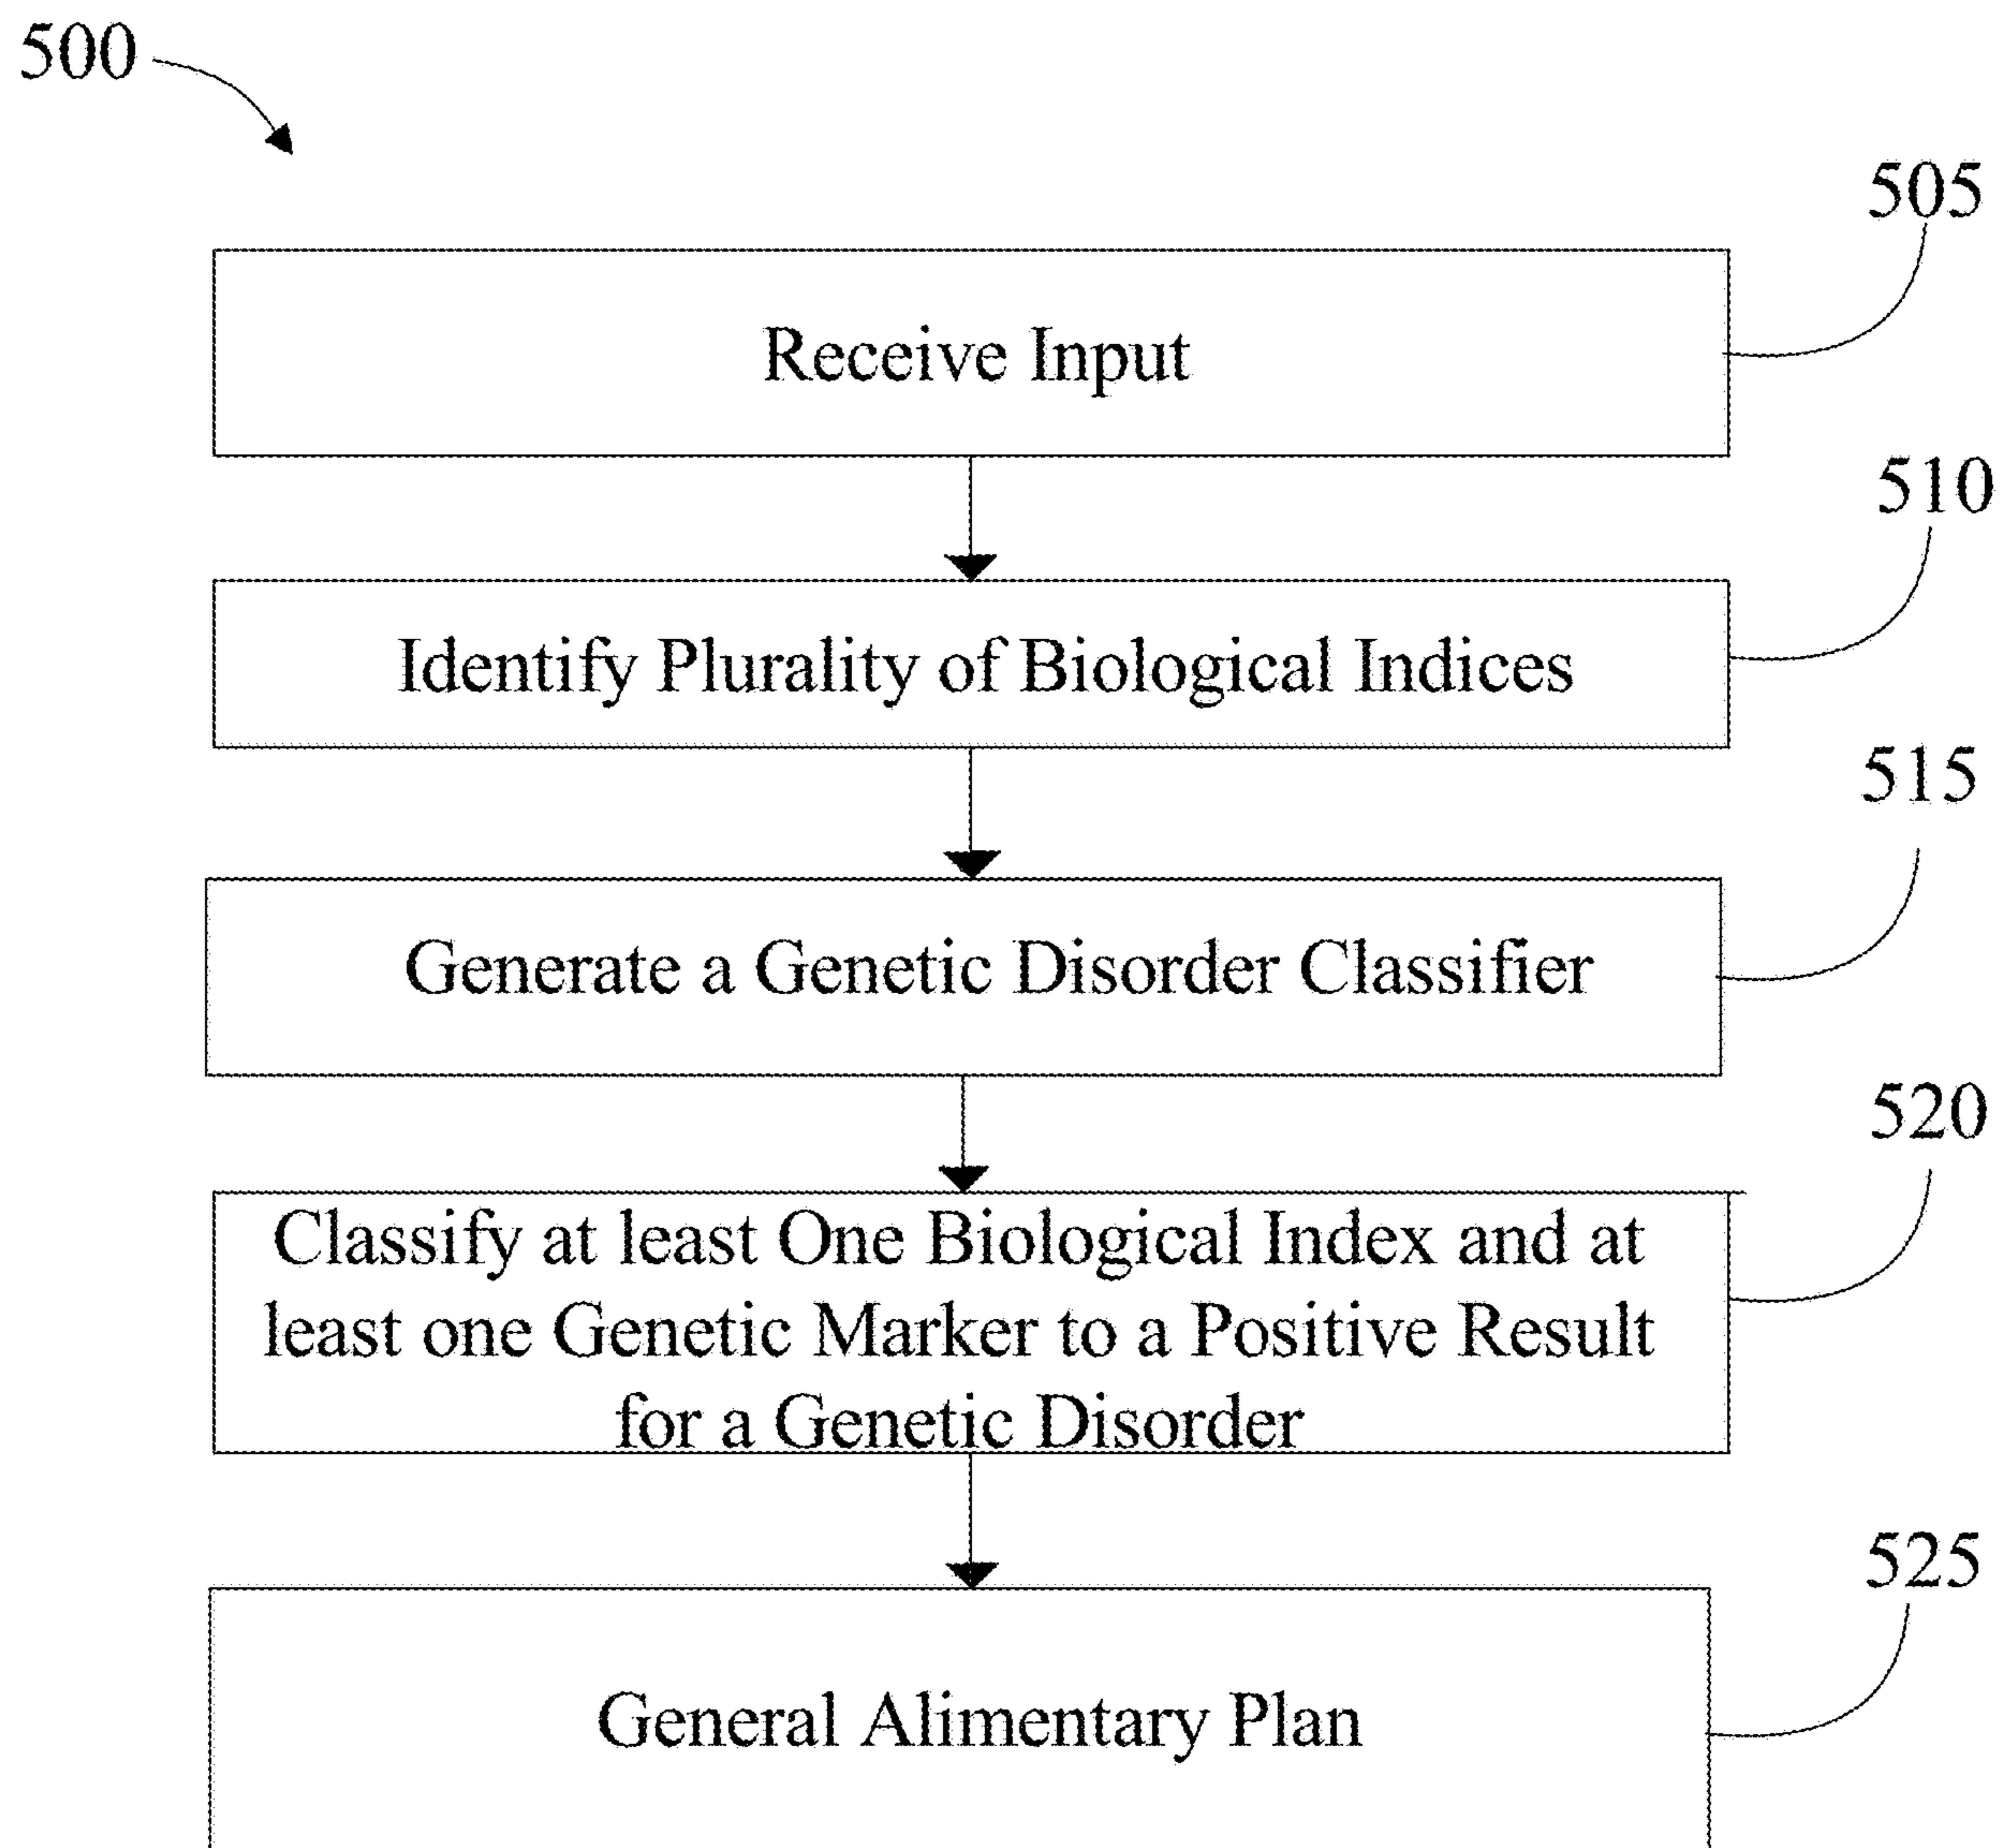 500
505
Receive Input
510
Identify Plurality of Biological Indices
515
Generate a Genetic Disorder Classifier
520
Classify at least One Biological Index and at
least one Genetic Marker to a Positive Result
for a Genetic Disorder
525
General Alimentary Plan